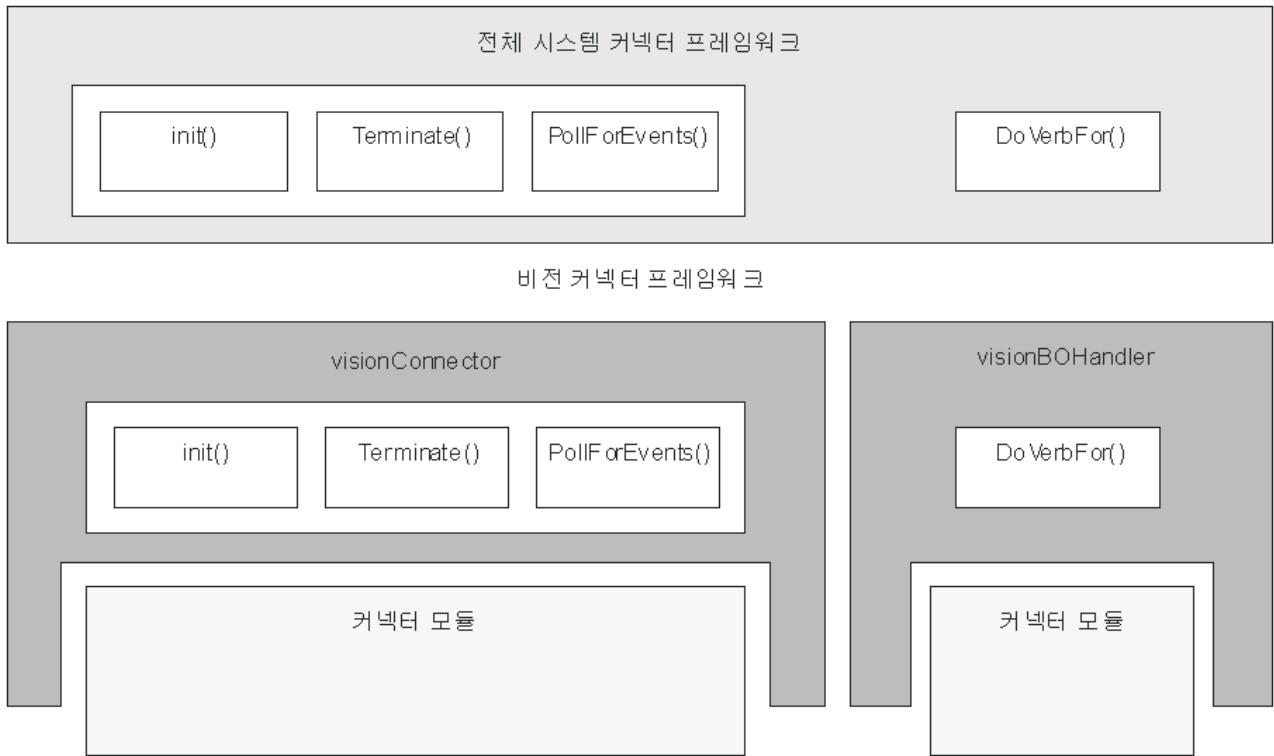 전체 시스템 커넥터 프레임워크
init()
Terminate()
PollForEvents()
DoVerbFor()
비전 커넥터 프레임워크
visionConnector
visionBOHandler
init()
Terminate()
PollForEvents()
DoVerbFor()
커넥터 모듈
커넥터 모듈